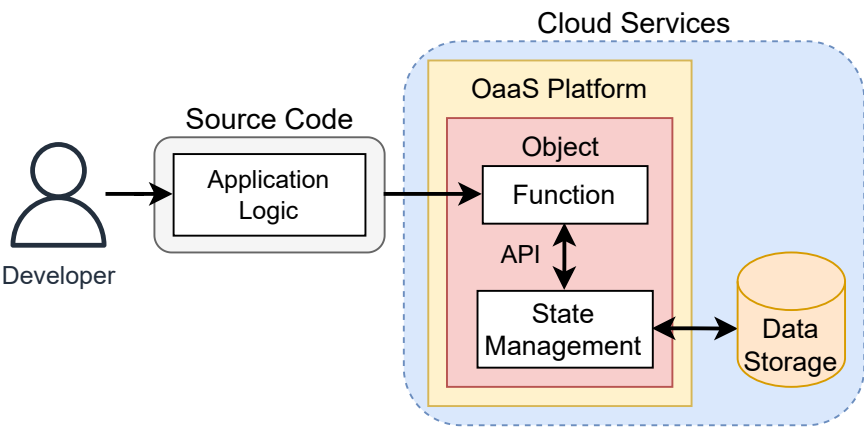 Cloud Services
OaaS Platform
Source Code
Object
Application
Logic
Function
API
Developer
State
Management
Data
Storage